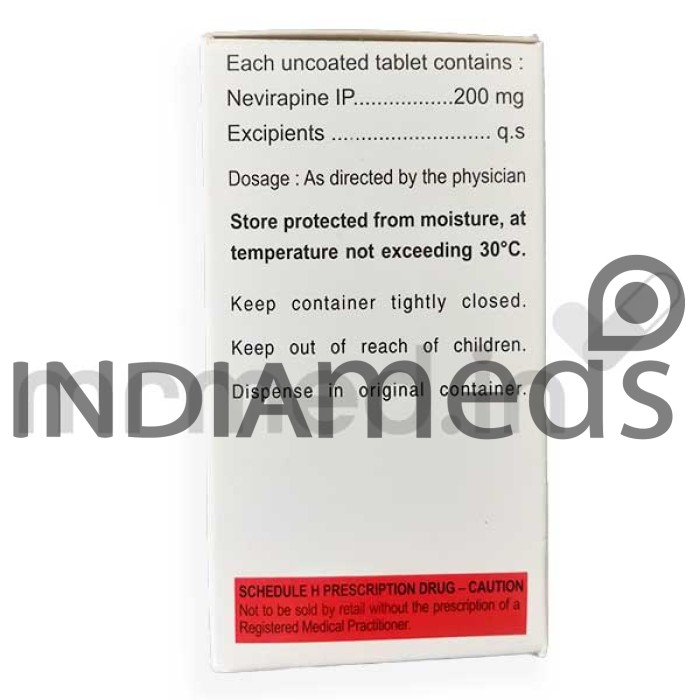 Each uncoated tablet contains :
Nevirapine IP..................200 mg
Excipients ............................ q.s
Dosage : As directed by the physician
Store protected from moisture, at
temperature not exceeding 30°C.
Keep container tightly closed.
Keep out of reach of children.
Dispense in original container.
INDIAmeds
SCHEDULE H PRESCRIPTION DRUG – CAUTION
Not to be sold by retail without the prescription of a
Registered Medical Practitioner.